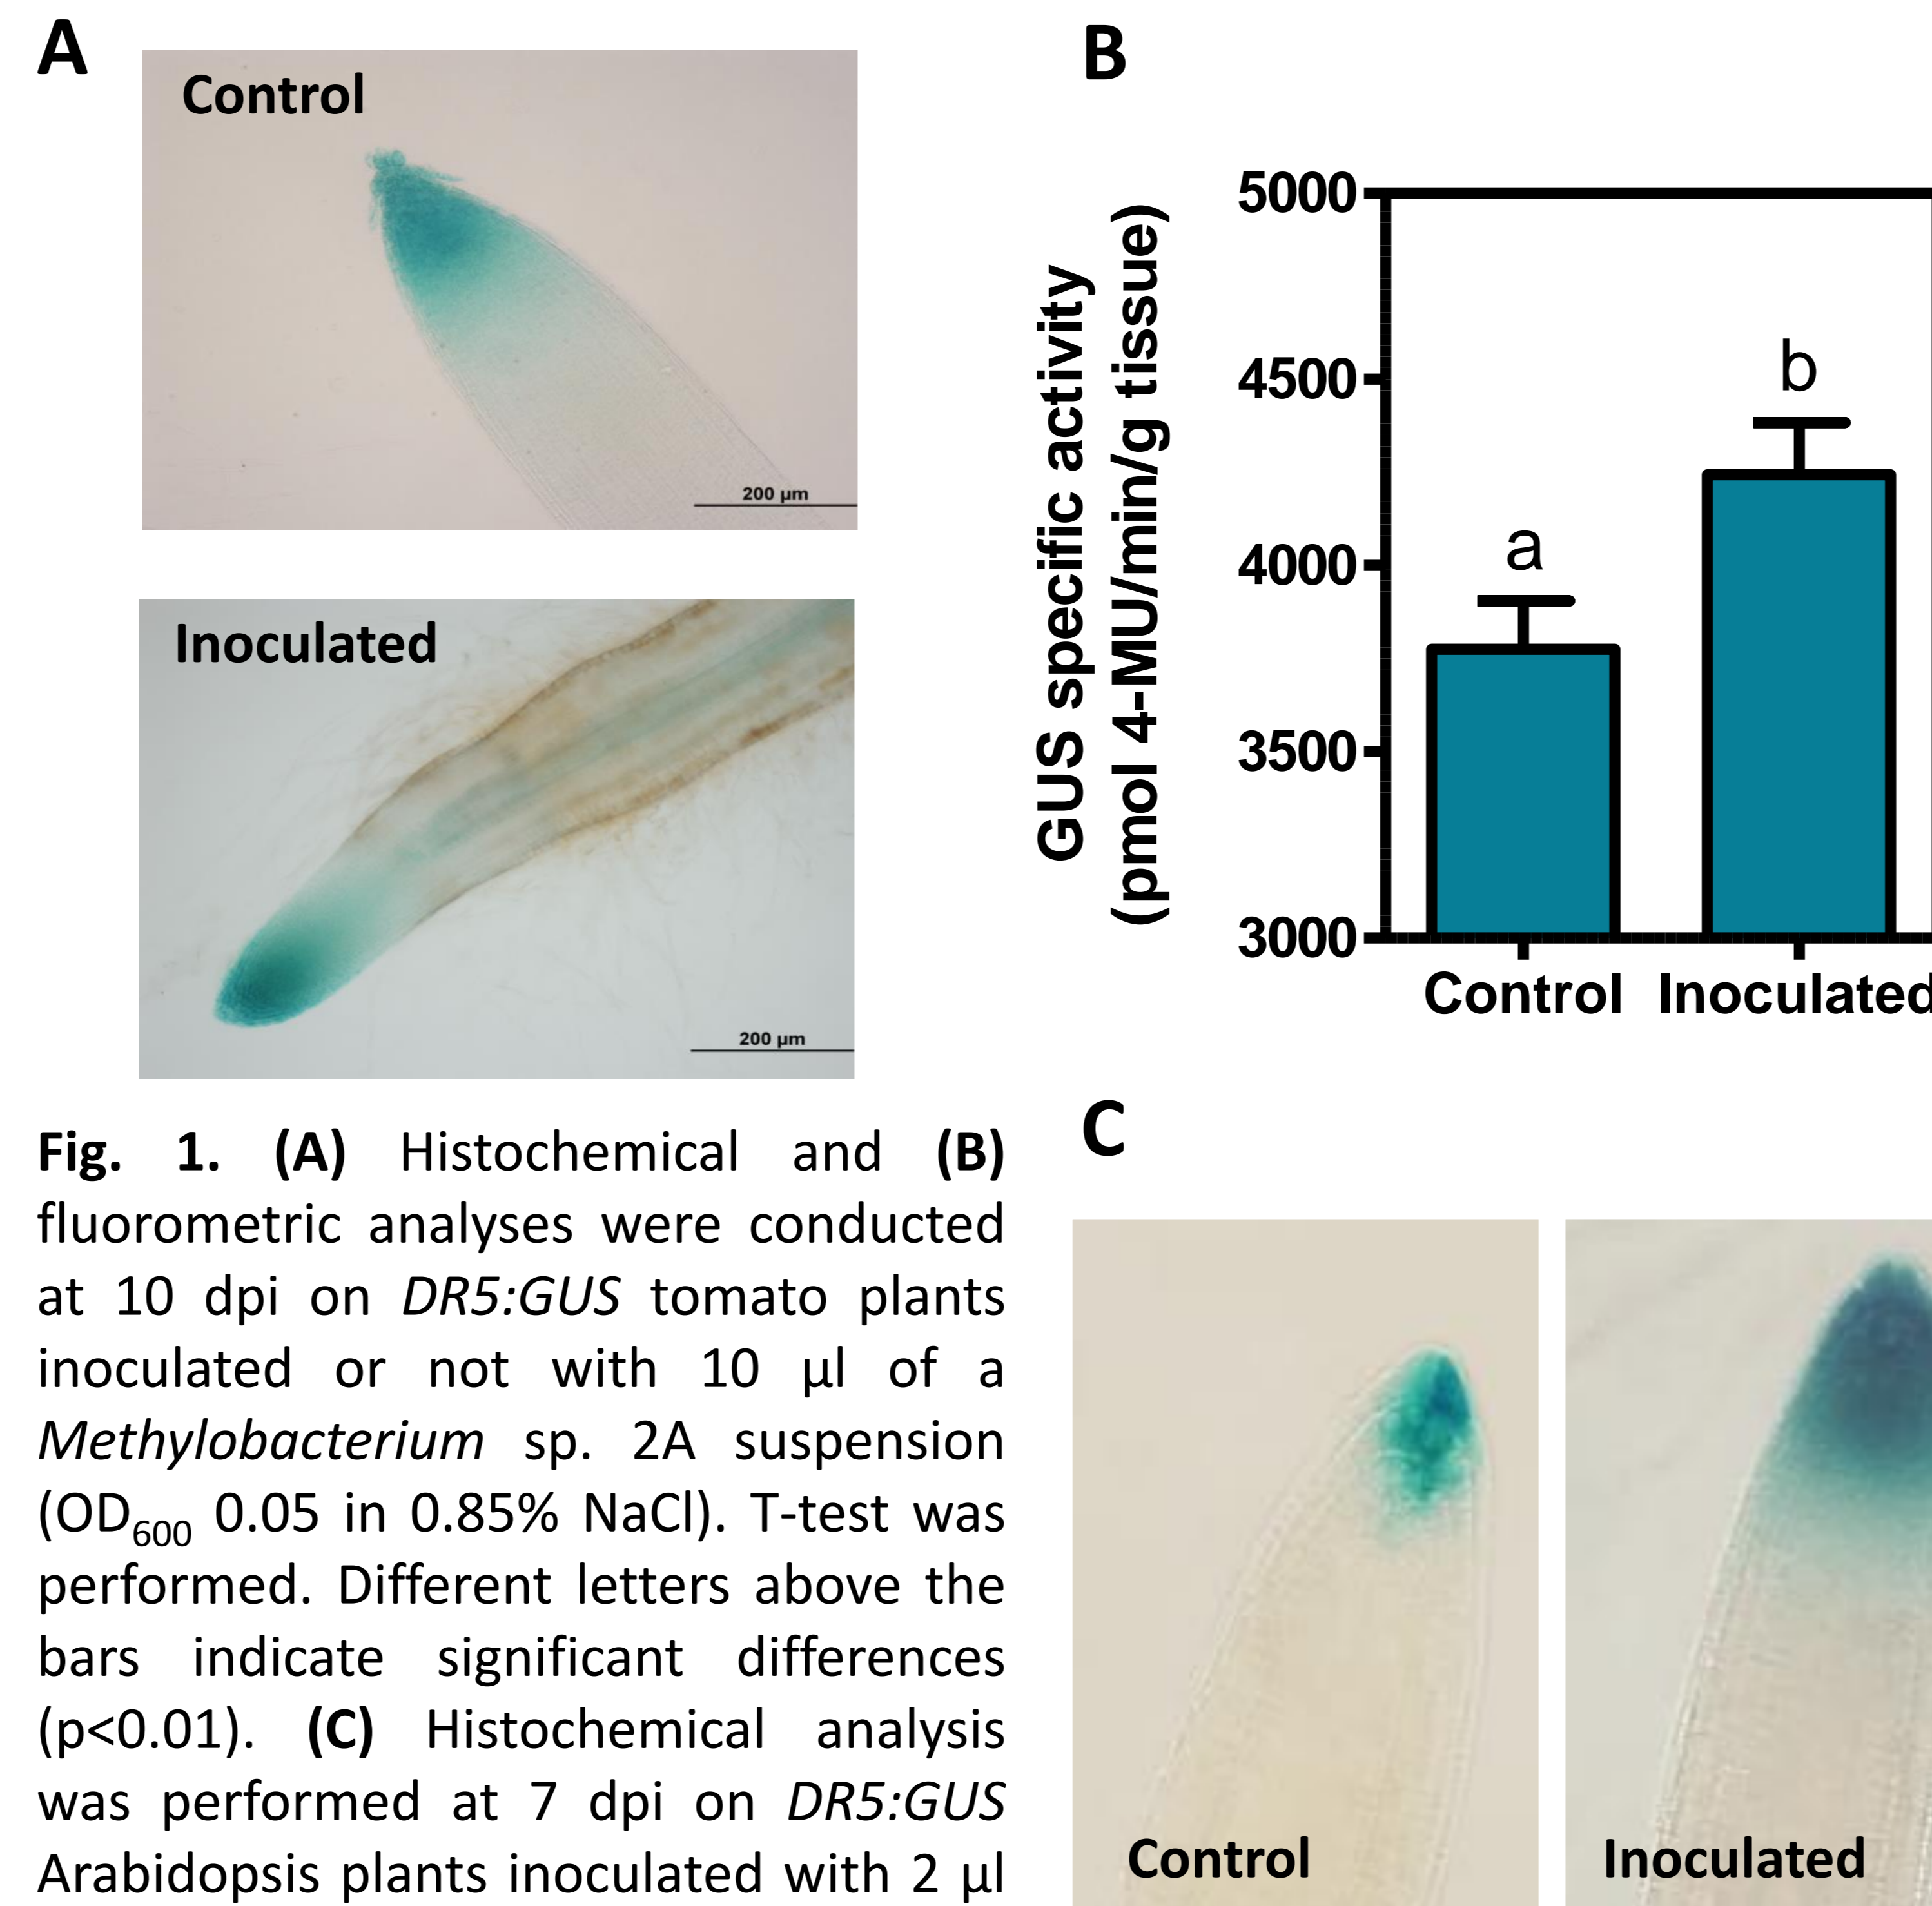 A
Control
200 µm
Inoculated
200 µm
B
GUS specific activity
(pmol 4-MU/min/g tissue)
5000
4500
4000
3500
3000
a
b
Control Inoculated
Fig. 1. (A) Histochemical and (B)
fluorometric analyses were conducted
at 10 dpi on DR5:GUS tomato plants
inoculated or not with 10 µl of a
Methylobacterium sp. 2A suspension
(OD600 0.05 in 0.85% NaCl). T-test was
performed. Different letters above the
bars indicate significant differences
(p<0.01). (C) Histochemical analysis
was performed at 7 dpi on DR5:GUS
Arabidopsis plants inoculated with 2 µl
C
Control
Inoculated